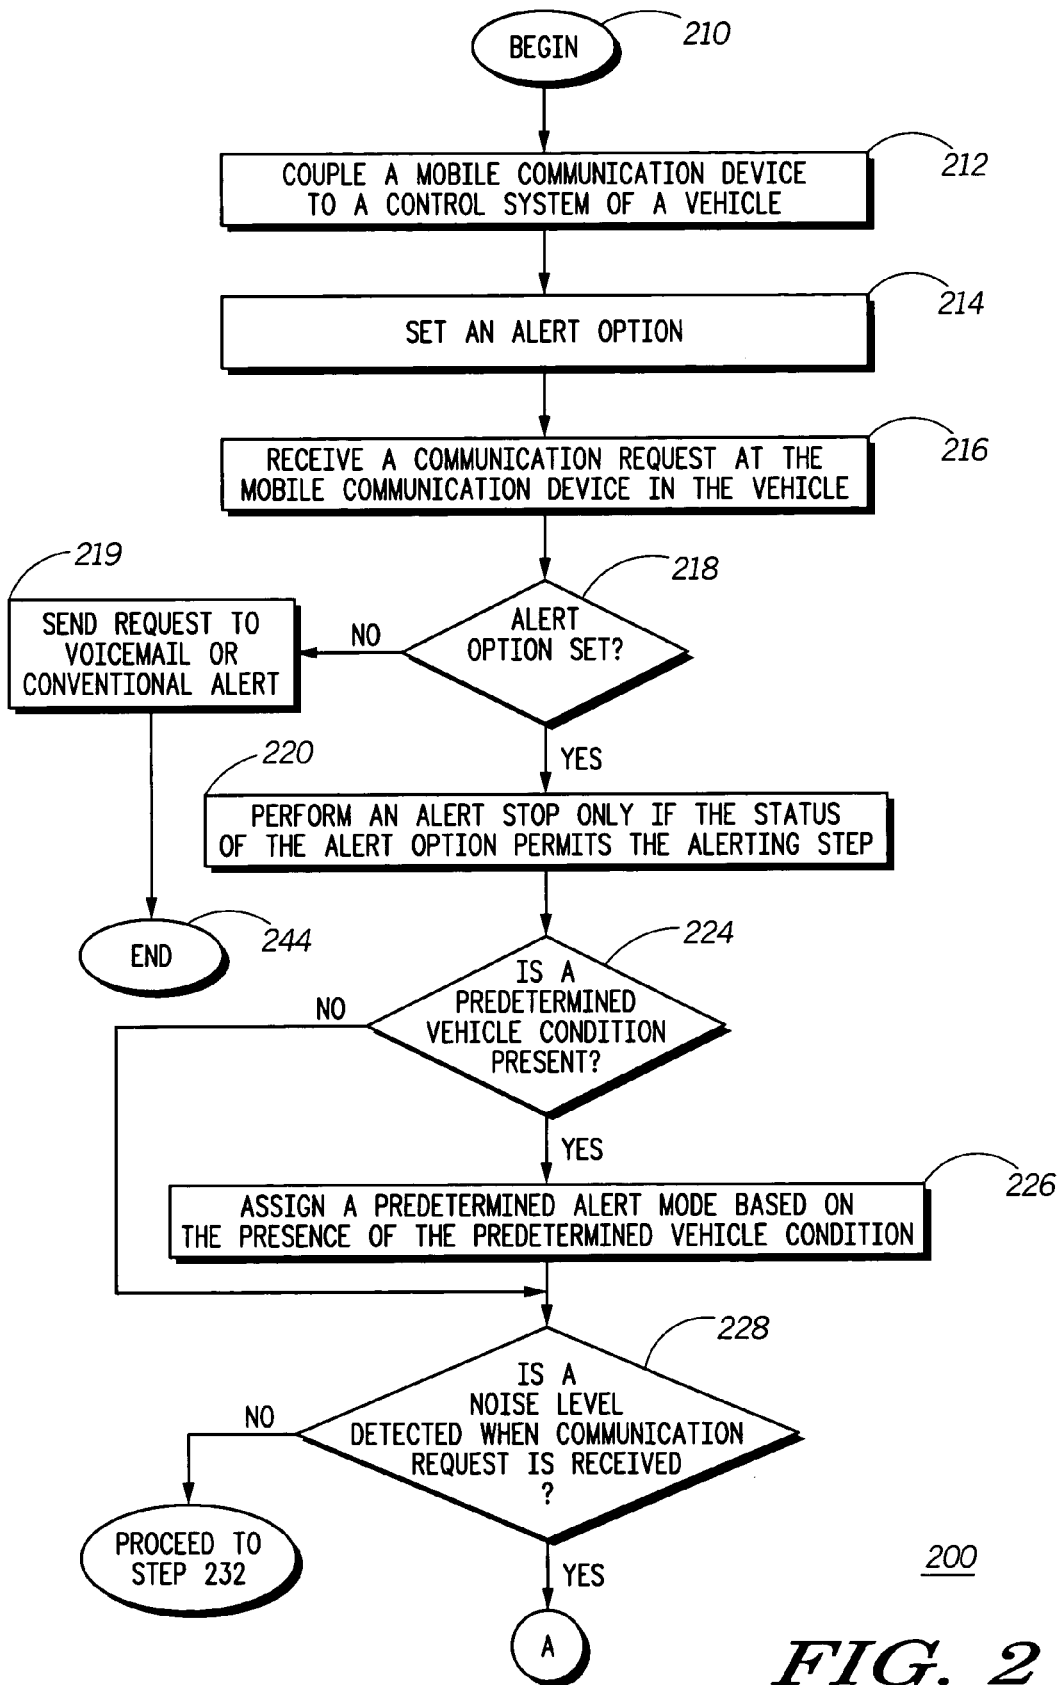 BEGIN
210
COUPLE A MOBILE COMMUNICATION DEVICE
TO A CONTROL SYSTEM OF A VEHICLE
212
SET AN ALERT OPTION
214
RECEIVE A COMMUNICATION REQUEST AT THE
MOBILE COMMUNICATION DEVICE IN THE VEHICLE
216
219
SEND REQUEST TO
VOICEMAIL OR
CONVENTIONAL ALERT
NO
ALERT
OPTION SET?
218
YES
220
PERFORM AN ALERT STOP ONLY IF THE STATUS
OF THE ALERT OPTION PERMITS THE ALERTING STEP
END
244
NO
IS A
PREDETERMINED
VEHICLE CONDITION
PRESENT?
224
YES
ASSIGN A PREDETERMINED ALERT MODE BASED ON
THE PRESENCE OF THE PREDETERMINED VEHICLE CONDITION
226
IS A
NOISE LEVEL
DETECTED WHEN COMMUNICATION
REQUEST IS RECEIVED
?
228
NO
PROCEED TO
STEP 232
YES
A
200
FIG. 2